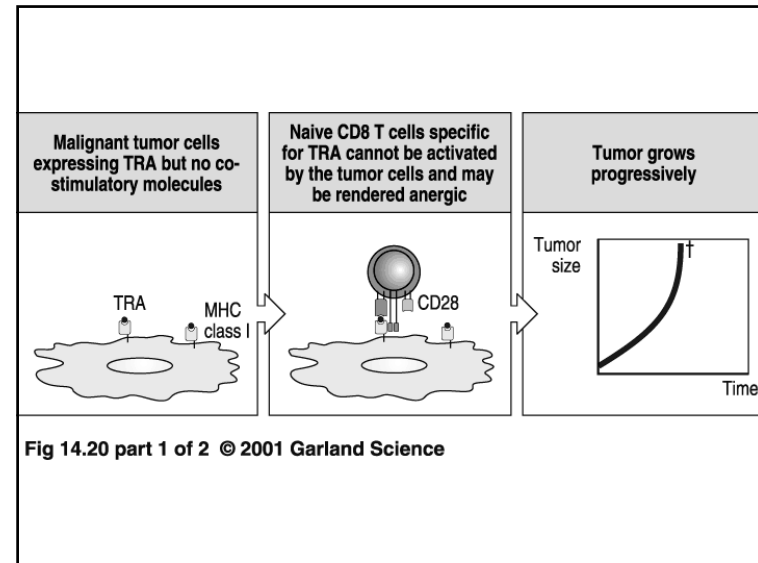 Malignant tumor cells
expressing TRA but no co-
stimulatory molecules
Naive CD8 T cells specific
for TRA cannot be activated
by the tumor cells and may
be rendered anergic
Tumor grows
progressively
TRA
MHC
class I
CD28
Tumor
size
†
Time
Fig 14.20 part 1 of 2 © 2001 Garland Science